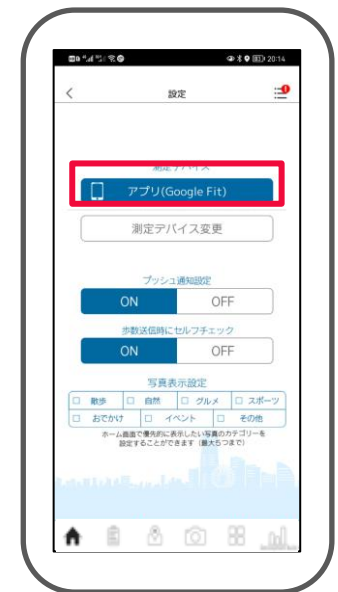 20:14
設定
測定デバイス
アプリ(Google Fit)
測定デバイス変更
プッシュ通知設定
ON OFF
歩数送信時にセルフチェック
ON OFF
写真表示設定
散歩 自然 グルメ スポーツ
おでかけ イベント その他
ホーム画面で優先的に表示したい写真のカテゴリーを
設定することができます(最大5つまで)